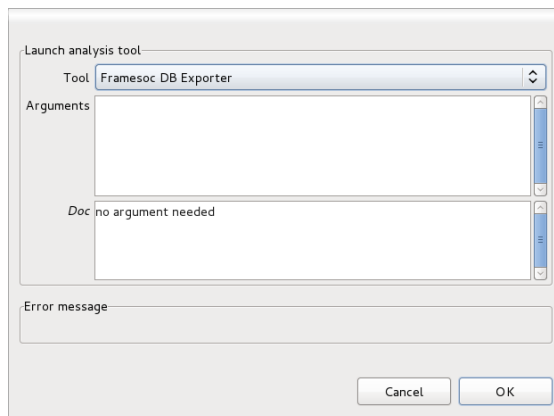 Launch analysis tool
Tool Framesoc DB Exporter
Arguments
Doc no argument needed
Error message
Cancel OK